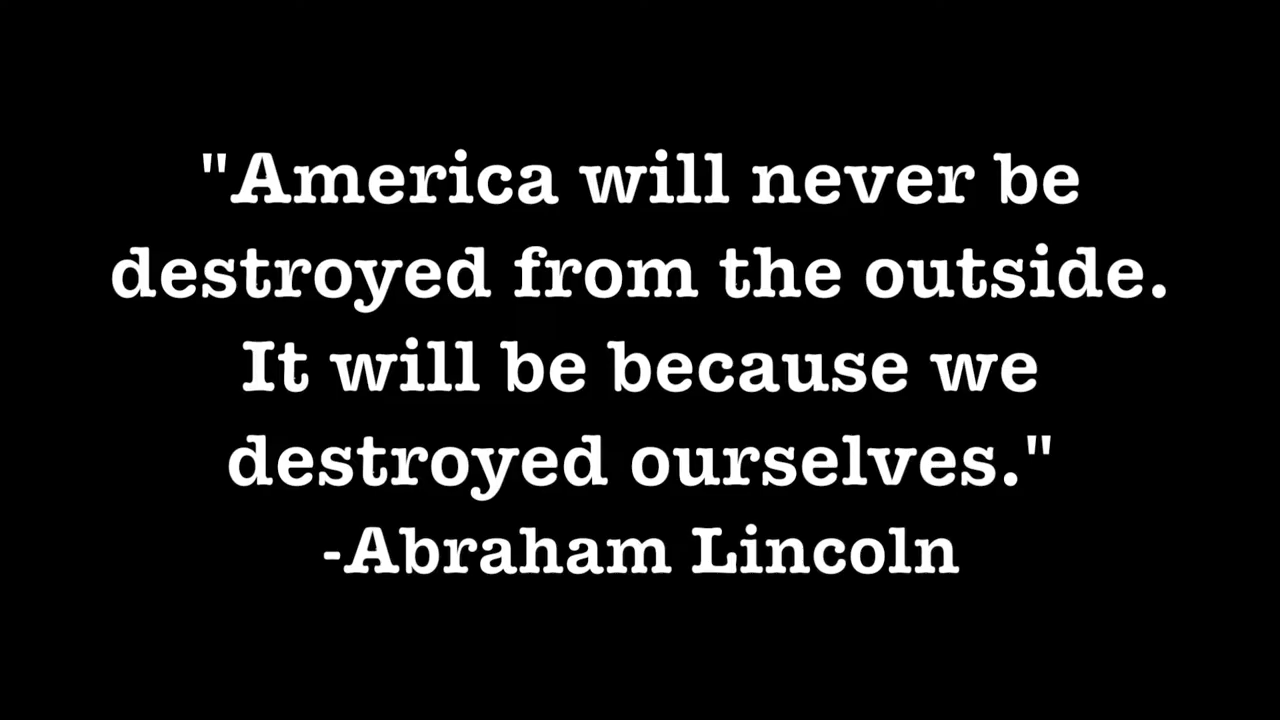 "America will never be
destroyed from the outside.
It will be because we
destroyed ourselves."
-Abraham Lincoln